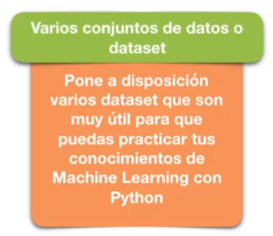 Varios conjuntos de datos o
dataset
Pone a disposición
varios dataset que son
muy útil para que
puedas practicar tus
conocimientos de
Machine Learning con
Python